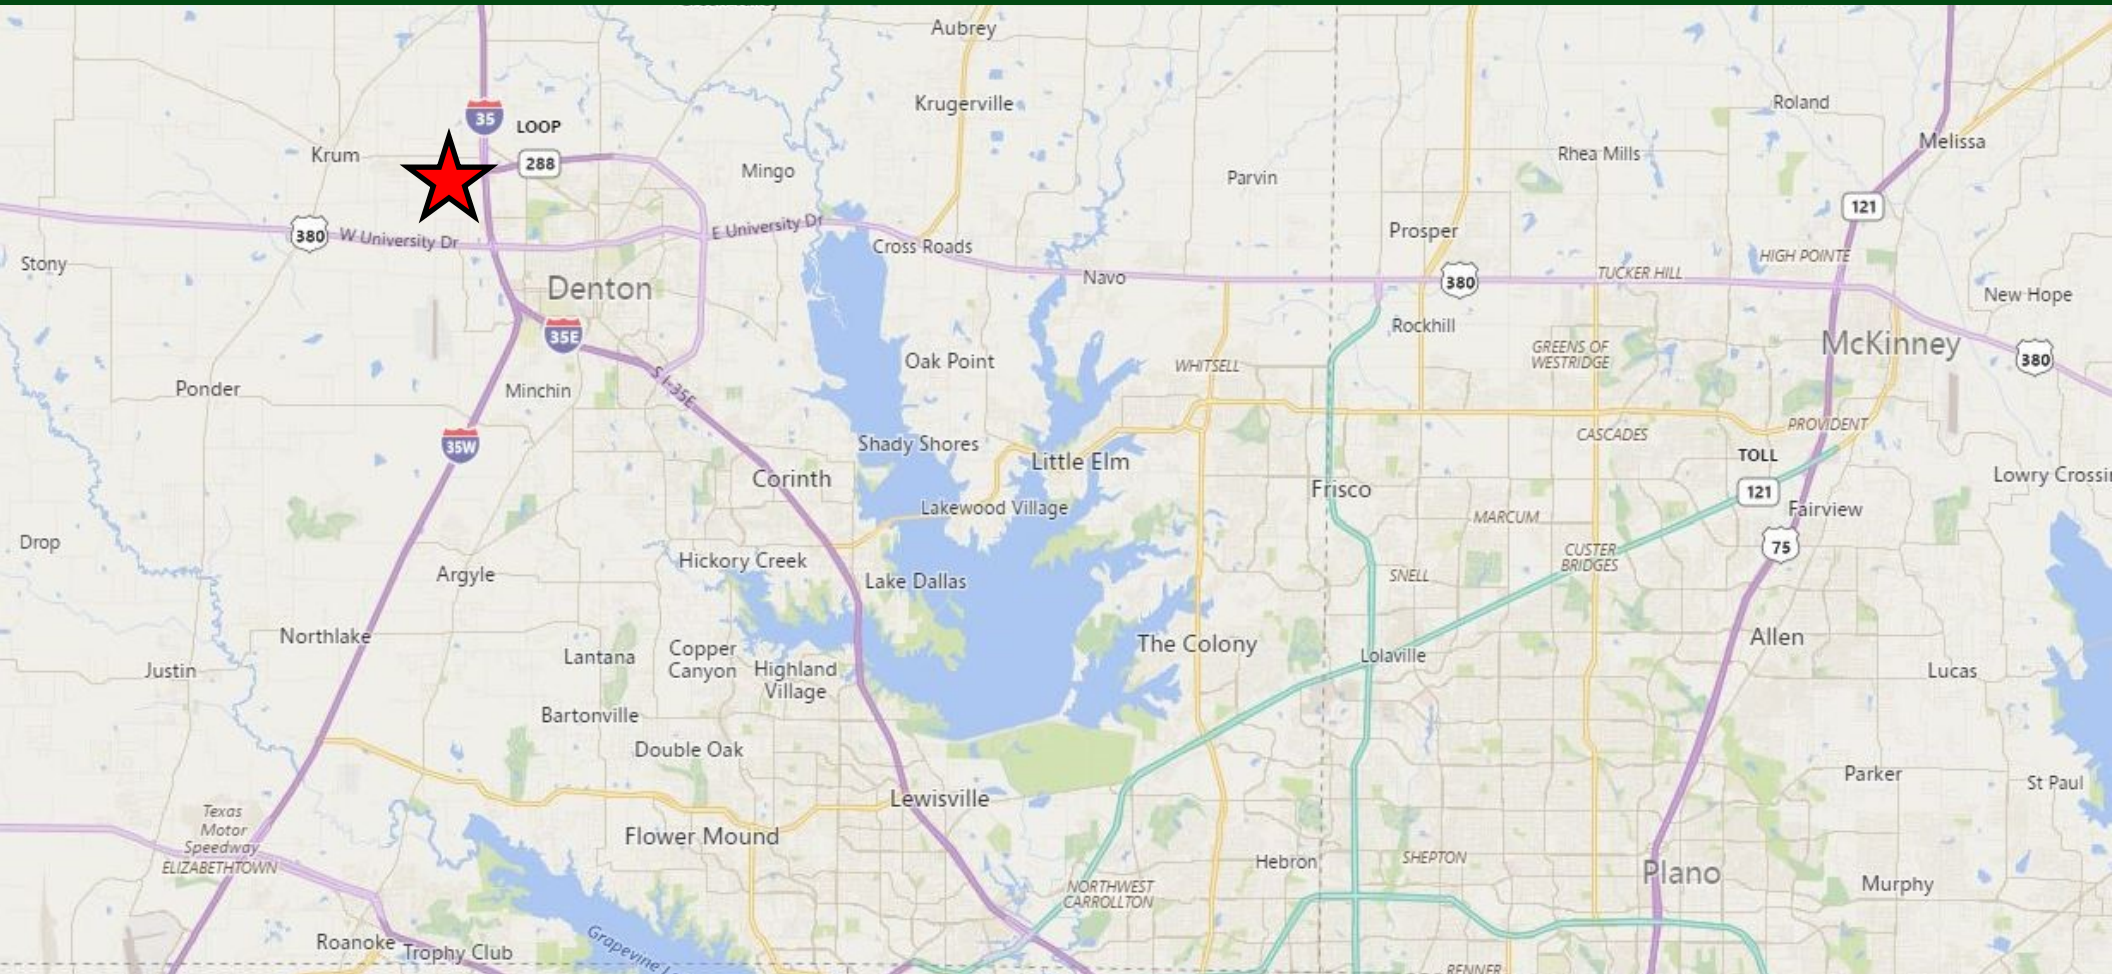 Aubrey
Krugerville
Roland
35
LOOP
288
Melissa
Krum
Rhea Mills
Mingo
Parvin
121
380
W University Dr
E University Dr
Cross Roads
Prosper
HIGH POINTE
Stony
Navo
TUCKER HILL
380
Denton
New Hope
35E
Rockhill
McKinney
GREENS OF
WESTRIDGE
380
Oak Point
WHITSELL
Ponder
Minchin
S I-35E
PROVIDENT
35W
Shady Shores
CASCADES
Little Elm
TOLL
121
Corinth
Lowry Crossin
Frisco
Lakewood Village
Fairview
MARCUM
Drop
75
Hickory Creek
CUSTER
BRIDGES
Argyle
Lake Dallas
SNELL
Northlake
The Colony
Allen
Justin
Lantana
Copper
Canyon
Highland
Village
Lolaville
Lucas
Bartonville
Double Oak
Parker
St Paul
Lewisville
Texas
Motor
Speedway
ELIZABETHTOWN
Flower Mound
Hebron
SHEPTON
Plano
Murphy
NORTHWEST
CARROLLTON
Roanoke
Trophy Club
Grapevine L
RENNER